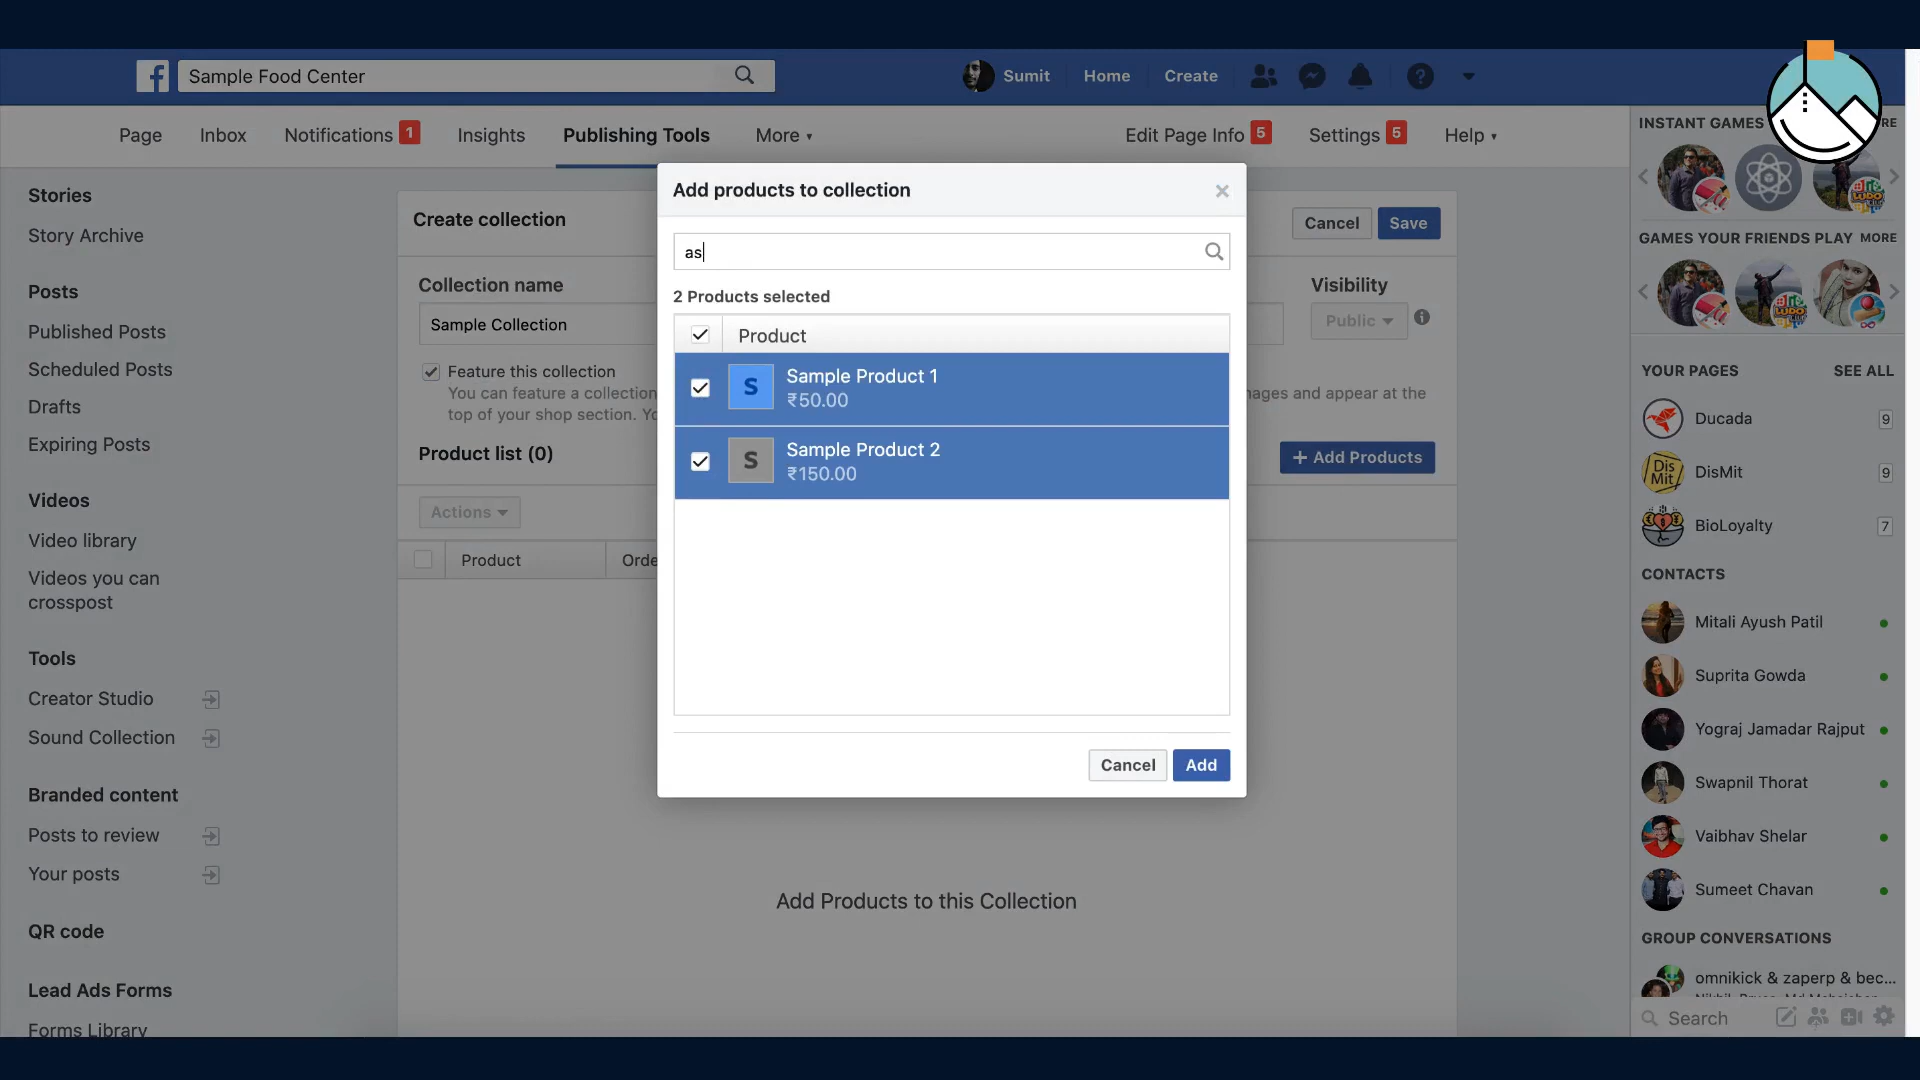 Sample Food Center
Sumit
Home
Create
Page
Inbox
Notifications 1
Insights
Publishing Tools
More
Edit Page Info 5
Settings 5
Help
Stories
Story Archive
Posts
Published Posts
Scheduled Posts
Drafts
Expiring Posts
Videos
Video library
Videos you can
crosspost
Tools
Creator Studio
Sound Collection
Branded content
Posts to review
Your posts
QR code
Lead Ads Forms
Forms Library
Create collection
Cancel
Save
Collection name
Sample Collection
Visibility
Public
Feature this collection
You can feature a collection
top of your shop section.
appear at the
Product list (0)
+ Add Products
Actions
Product
Add Products to this Collection
Add products to collection
as
2 Products selected
Product
S
Sample Product 1
₹50.00
S
Sample Product 2
₹150.00
Cancel
Add
INSTANT GAMES
LUDO
GAMES YOUR FRIENDS PLAY MORE
LUDO
YOUR PAGES SEE ALL
Ducada 9
Dis
Mit
DisMit 9
BioLoyalty 7
CONTACTS
Mitali Ayush Patil
Suprita Gowda
Yograj Jamadar Rajput
Swapnil Thorat
Vaibhav Shelar
Sumeet Chavan
GROUP CONVERSATIONS
omnikick & zaperp & bec...
Search